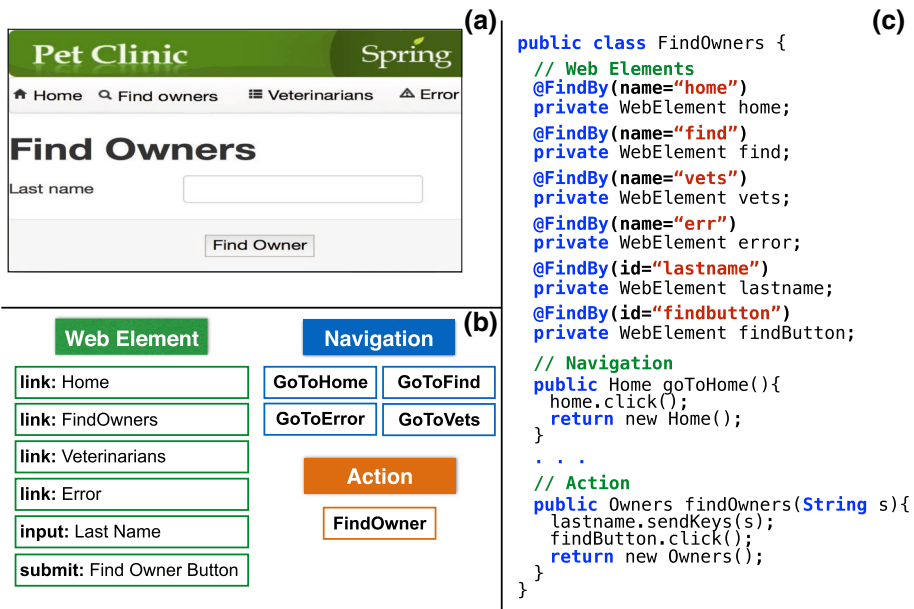 (a)
Pet Clinic Spring
Home Find owners Veterinarians Error
Find Owners
Last name
Find Owner
(b)
Web Element
link: Home
link: FindOwners
link: Veterinarians
link: Error
input: Last Name
submit: Find Owner Button
Navigation
GoToHome GoToFind
GoToError GoToVets
Action
FindOwner
(c)
public class FindOwners {
// Web Elements
@FindBy(name=“home”)
private WebElement home;
@FindBy(name=“find”)
private WebElement find;
@FindBy(name=“vets”)
private WebElement vets;
@FindBy(name=“err”)
private WebElement error;
@FindBy(id=“lastname”)
private WebElement lastname;
@FindBy(id=“findbutton”)
private WebElement findButton;
// Navigation
public Home goToHome(){
home.click();
return new Home();
}
. . .
// Action
public Owners findOwners(String s){
lastname.sendKeys(s);
findButton.click();
return new Owners();
}
}